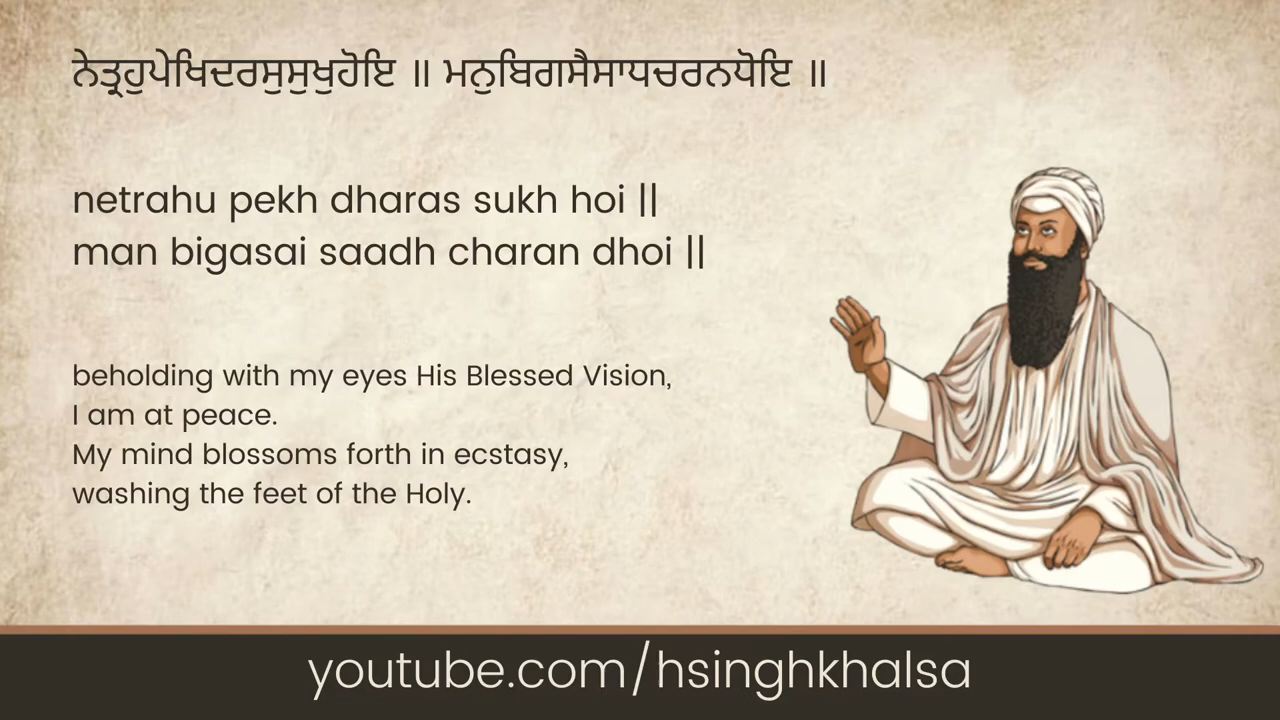 ਨੇਤ੍ਰਹੁਪੇਖਿਦਰਸੁਸੁਖੁਹੋਇ ॥ ਮਨੁਬਿਗਸੈਸਾਧਚਰਨਧੋਇ ॥
netrahu pekh dharas sukh hoi ||
man bigasai saadh charan dhoi ||
beholding with my eyes His Blessed Vision,
I am at peace.
My mind blossoms forth in ecstasy,
washing the feet of the Holy.
youtube.com/hsinghkhalsa